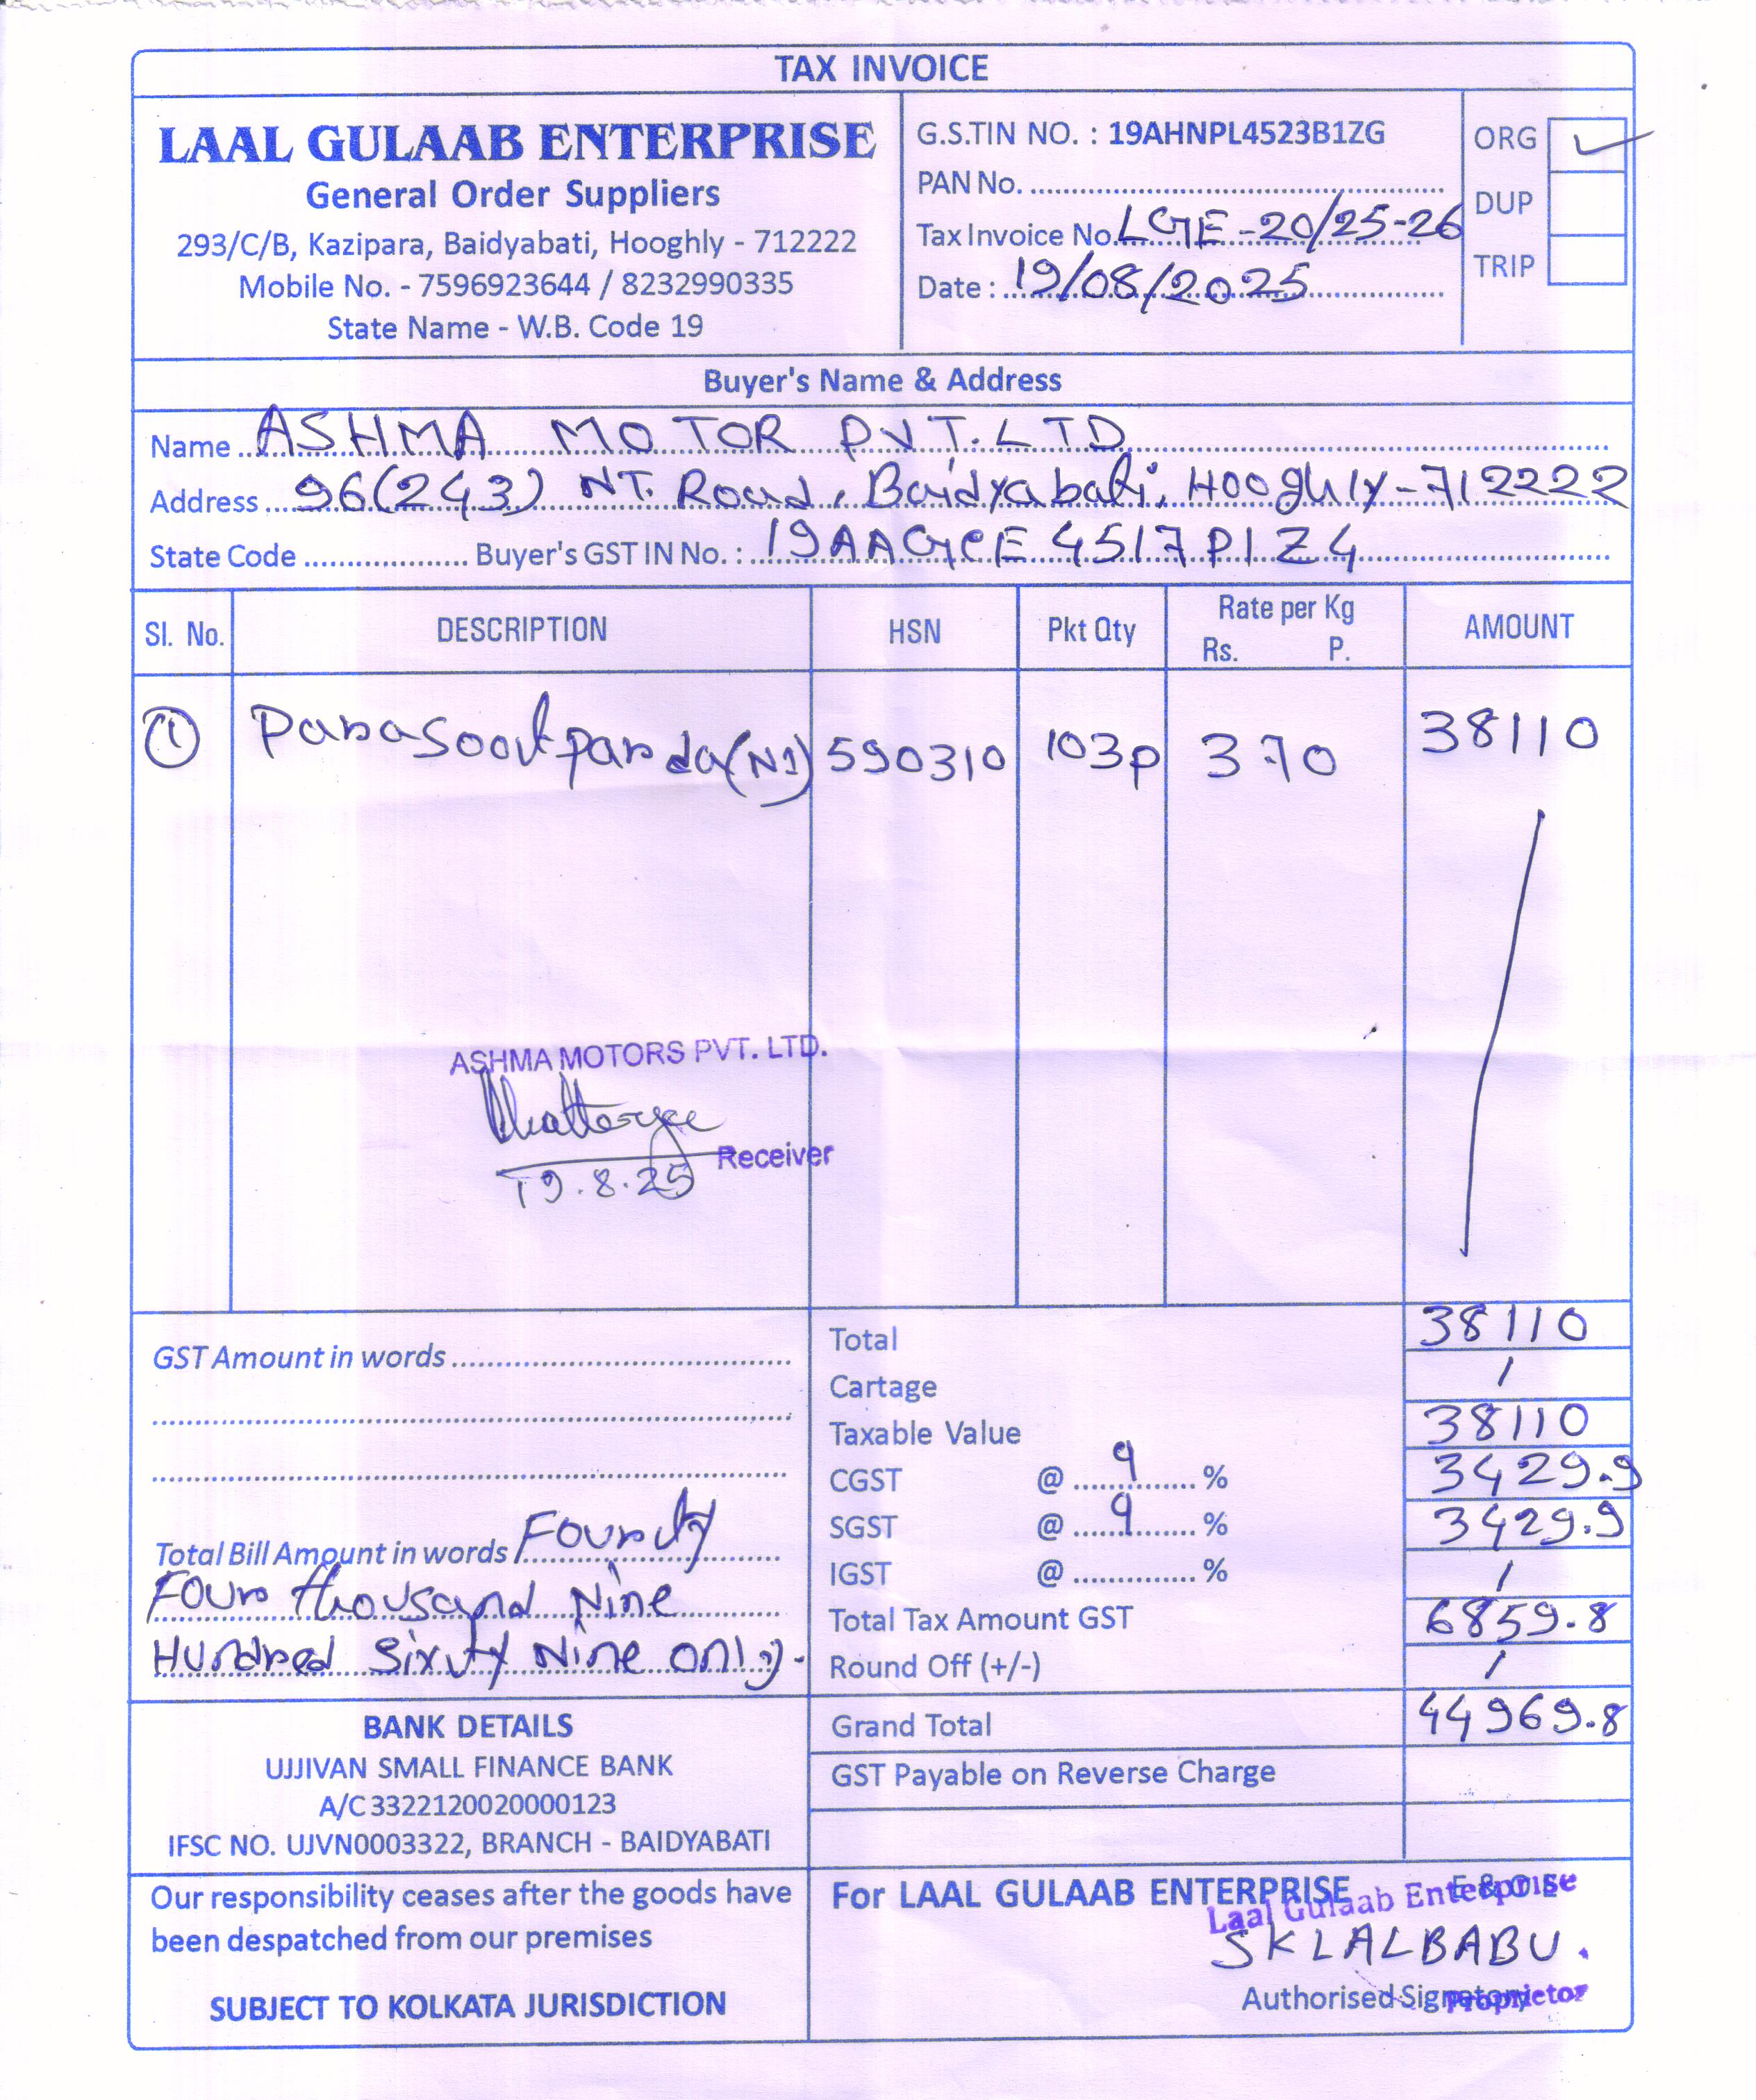 TAX INVOICE
LAAL GULAAB ENTERPRISE
General Order Suppliers
293/C/B, Kazipara, Baidyabati, Hooghly - 712222
Mobile No. - 7596923644 / 8232990335
State Name - W.B. Code 19
G.S.TIN NO. : 19AHNPL4523B1ZG
PAN No.
Tax Invoice No. LGE-20/25-26
Date : 19/08/2025
ORG ✓
DUP
TRIP
Buyer's Name & Address
Name ASHMA MOTOR PVT. LTD
Address 96(243) NT. Road, Baidyabati, Hooghly-712222
State Code Buyer's GST IN No. : 19AAGCE4517P1Z4
Sl. No. DESCRIPTION HSN Pkt Qty Rate per Kg Rs. P. AMOUNT
① 590310 103p 370 38110
ASHMA MOTORS PVT. LTD.
Chatterjee
19.8.25 Receiver
GST Amount in words
Total Bill Amount in words Fourty
Four thousand Nine
Hundred Sixty Nine only.
Total 38110
Cartage /
Taxable Value 38110
CGST @ 9 % 3429.9
SGST @ 9 % 3429.9
IGST @ % /
Total Tax Amount GST 6859.8
Round Off (+/-) /
Grand Total 44969.8
GST Payable on Reverse Charge
BANK DETAILS
UJJIVAN SMALL FINANCE BANK
A/C 3322120020000123
IFSC NO. UJVN0003322, BRANCH - BAIDYABATI
Our responsibility ceases after the goods have
been despatched from our premises
SUBJECT TO KOLKATA JURISDICTION
For LAAL GULAAB ENTERPRISE E & O E
Laal Gulaab Enterprise
SK LALBABU.
Authorised Signatory
Proprietor